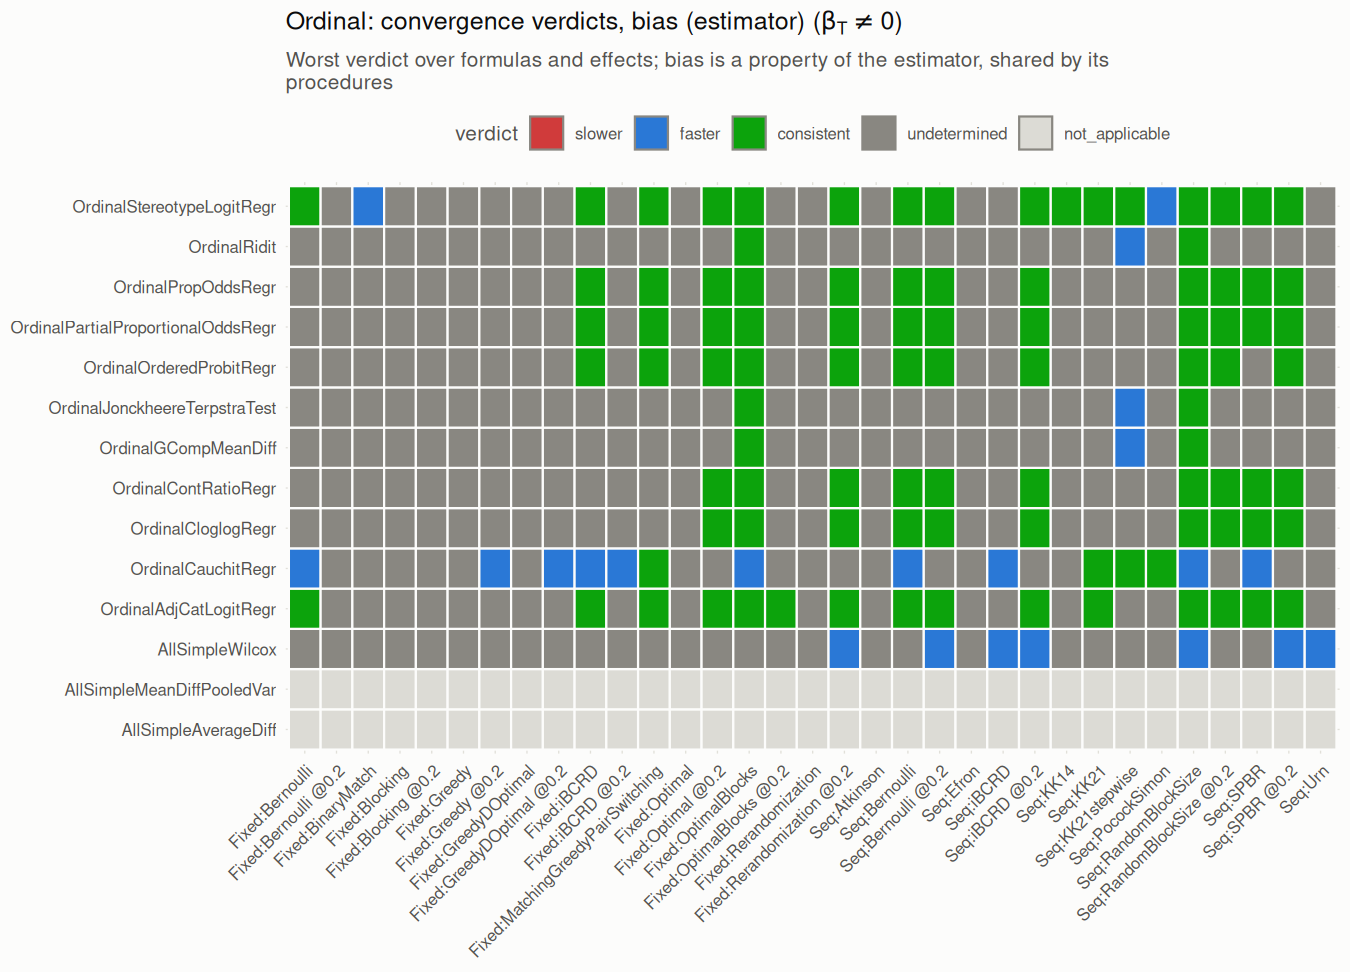 Ordinal: convergence verdicts, bias (estimator) (βT ≠ 0)
Worst verdict over formulas and effects; bias is a property of the estimator, shared by its
procedures
verdict slower faster consistent undetermined not_applicable
OrdinalStereotypeLogitRegr
OrdinalRidit
OrdinalPropOddsRegr
OrdinalPartialProportionalOddsRegr
OrdinalOrderedProbitRegr
OrdinalJonckheereTerpstraTest
OrdinalGCompMeanDiff
OrdinalContRatioRegr
OrdinalCloglogRegr
OrdinalCauchitRegr
OrdinalAdjCatLogitRegr
AllSimpleWilcox
AllSimpleMeanDiffPooledVar
AllSimpleAverageDiff
Fixed:Bernoulli
Fixed:Bernoulli @0.2
Fixed:BinaryMatch
Fixed:Blocking
Fixed:Blocking @0.2
Fixed:Greedy
Fixed:Greedy @0.2
Fixed:GreedyDOptimal
Fixed:GreedyDOptimal @0.2
Fixed:iBCRD
Fixed:iBCRD @0.2
Fixed:MatchingGreedyPairSwitching
Fixed:Optimal
Fixed:Optimal @0.2
Fixed:OptimalBlocks
Fixed:OptimalBlocks @0.2
Fixed:Rerandomization
Fixed:Rerandomization @0.2
Seq:Atkinson
Seq:Bernoulli
Seq:Bernoulli @0.2
Seq:Efron
Seq:iBCRD
Seq:iBCRD @0.2
Seq:KK14
Seq:KK21
Seq:KK21stepwise
Seq:PocockSimon
Seq:RandomBlockSize
Seq:RandomBlockSize @0.2
Seq:SPBR
Seq:SPBR @0.2
Seq:Urn